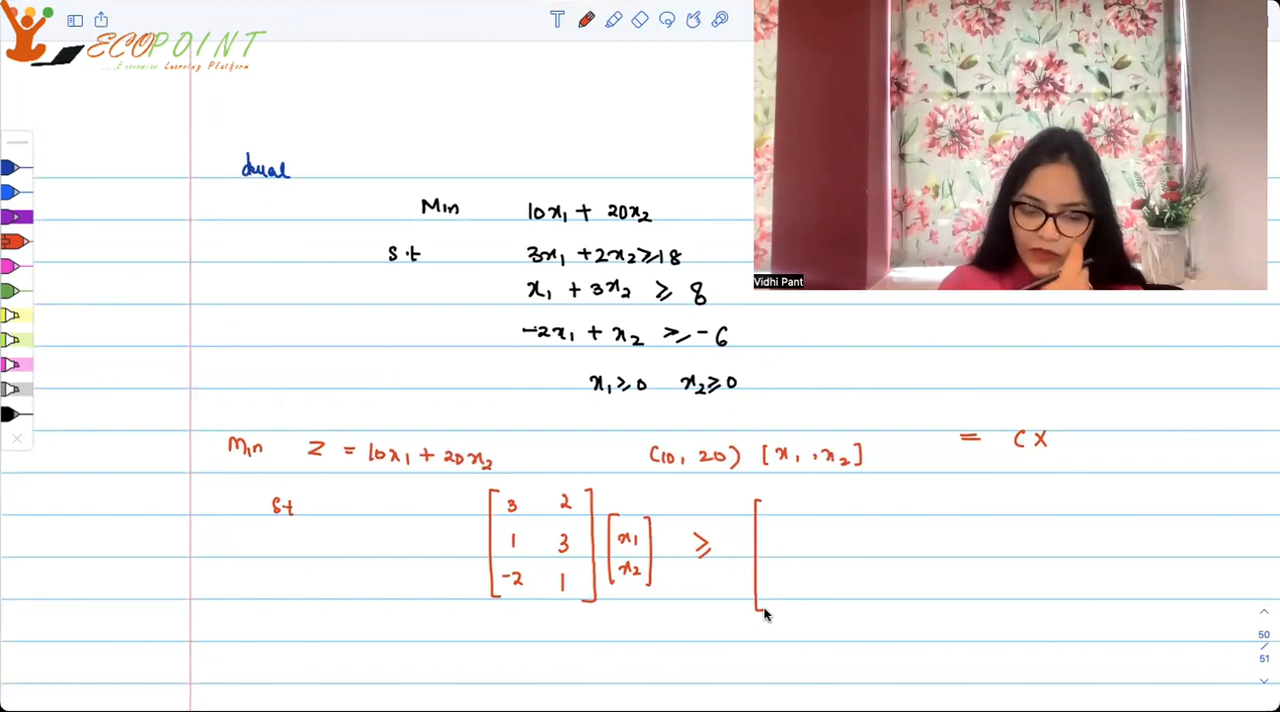 ECOPOINT
....Economics Learning Platform
dual
Min 10x₁ + 20x₂
S.t 3x₁ + 2x₂ ≥ 18
x₁ + 3x₂ ≥ 8
-2x₁ + x₂ ≥ -6
x₁ ≥ 0 x₂ ≥ 0
Vidhi Pant
Min Z = 10x₁ + 20x₂ (10, 20) [x₁, x₂] = CX
St [3 2
1 3
-2 1] [x₁
x₂] ≥ [
50
/
51